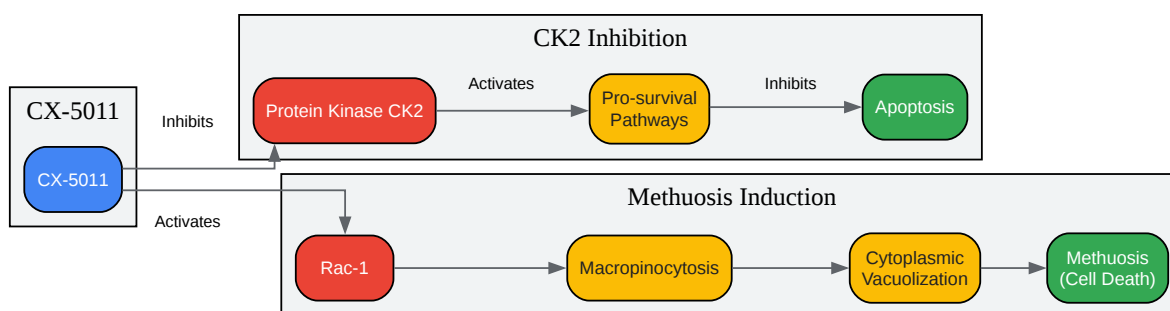 CK2 Inhibition
Activates
Inhibits
Protein Kinase CK2
Pro-survival
Pathways
Apoptosis
CX-5011
Inhibits
CX-5011
Activates
Methuosis Induction
Rac-1
Macropinocytosis
Cytoplasmic
Vacuolization
Methuosis
(Cell Death)